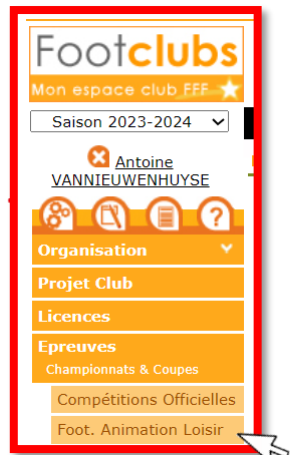 Footclubs
Mon espace club FFF
Saison 2023-2024
Antoine
VANNIEUWENHUYSE
?
Organisation
Projet Club
Licences
Epreuves
Championnats & Coupes
Compétitions Officielles
Foot. Animation Loisir